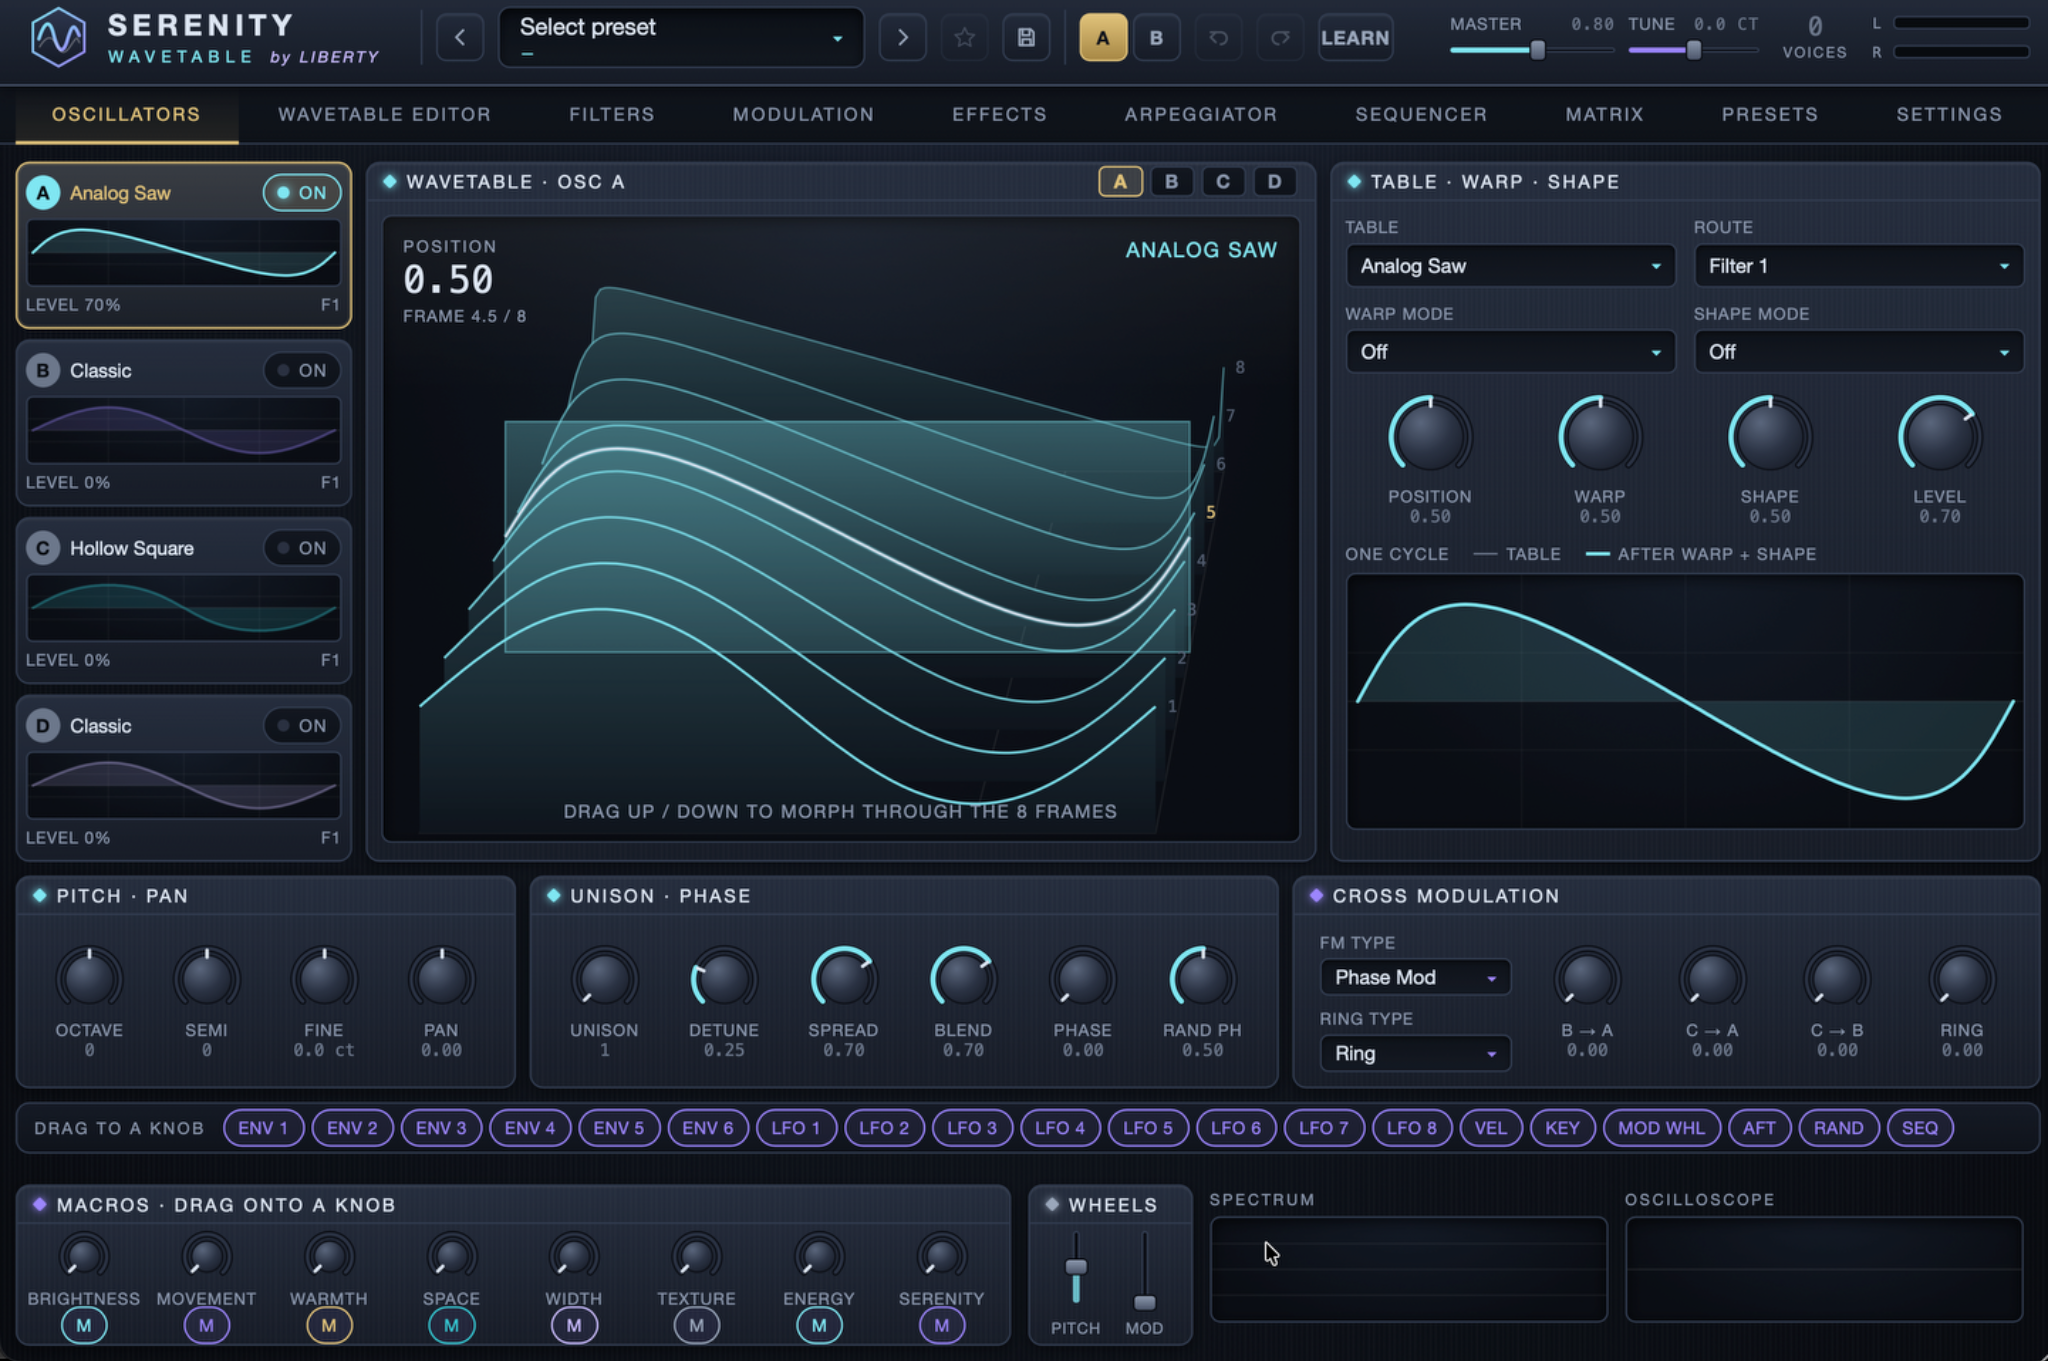 SERENITY
WAVETABLE by LIBERTY
Select preset
–
A B LEARN
MASTER 0.80 TUNE 0.0 CT
0
VOICES
L
R
OSCILLATORS WAVETABLE EDITOR FILTERS MODULATION EFFECTS ARPEGGIATOR SEQUENCER MATRIX PRESETS SETTINGS
A Analog Saw ON
LEVEL 70% F1
B Classic ON
LEVEL 0% F1
C Hollow Square ON
LEVEL 0% F1
D Classic ON
LEVEL 0% F1
WAVETABLE · OSC A A B C D
POSITION
0.50
FRAME 4.5 / 8
ANALOG SAW
8
7
6
5
4
3
2
1
DRAG UP / DOWN TO MORPH THROUGH THE 8 FRAMES
TABLE · WARP · SHAPE
TABLE ROUTE
Analog Saw Filter 1
WARP MODE SHAPE MODE
Off Off
POSITION WARP SHAPE LEVEL
0.50 0.50 0.50 0.70
ONE CYCLE TABLE AFTER WARP + SHAPE
PITCH · PAN
OCTAVE SEMI FINE PAN
0 0 0.0 ct 0.00
UNISON · PHASE
UNISON DETUNE SPREAD BLEND PHASE RAND PH
1 0.25 0.70 0.70 0.00 0.50
CROSS MODULATION
FM TYPE
Phase Mod
RING TYPE
Ring
B → A C → A C → B RING
0.00 0.00 0.00 0.00
DRAG TO A KNOB ENV 1 ENV 2 ENV 3 ENV 4 ENV 5 ENV 6 LFO 1 LFO 2 LFO 3 LFO 4 LFO 5 LFO 6 LFO 7 LFO 8 VEL KEY MOD WHL AFT RAND SEQ
MACROS · DRAG ONTO A KNOB
BRIGHTNESS MOVEMENT WARMTH SPACE WIDTH TEXTURE ENERGY SERENITY
M M M M M M M M
WHEELS
PITCH MOD
SPECTRUM
OSCILLOSCOPE